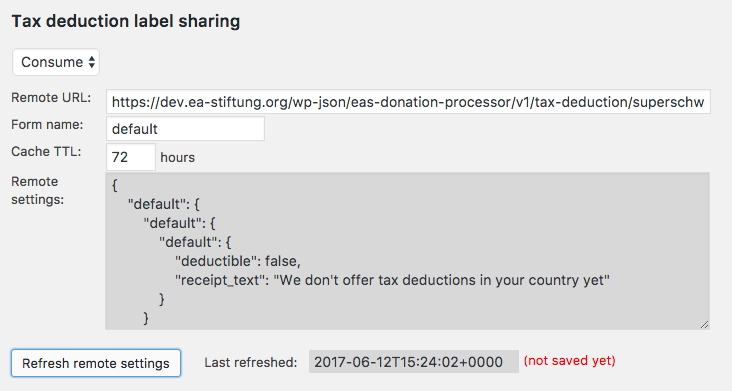 Tax deduction label sharing
Consume
Remote URL: https://dev.ea-stiftung.org/wp-json/eas-donation-processor/v1/tax-deduction/superschw
Form name: default
Cache TTL: 72 hours
Remote settings:
{
"default": {
"default": {
"default": {
"deductible": false,
"receipt_text": "We don't offer tax deductions in your country yet"
}
}
Refresh remote settings Last refreshed: 2017-06-12T15:24:02+0000 (not saved yet)